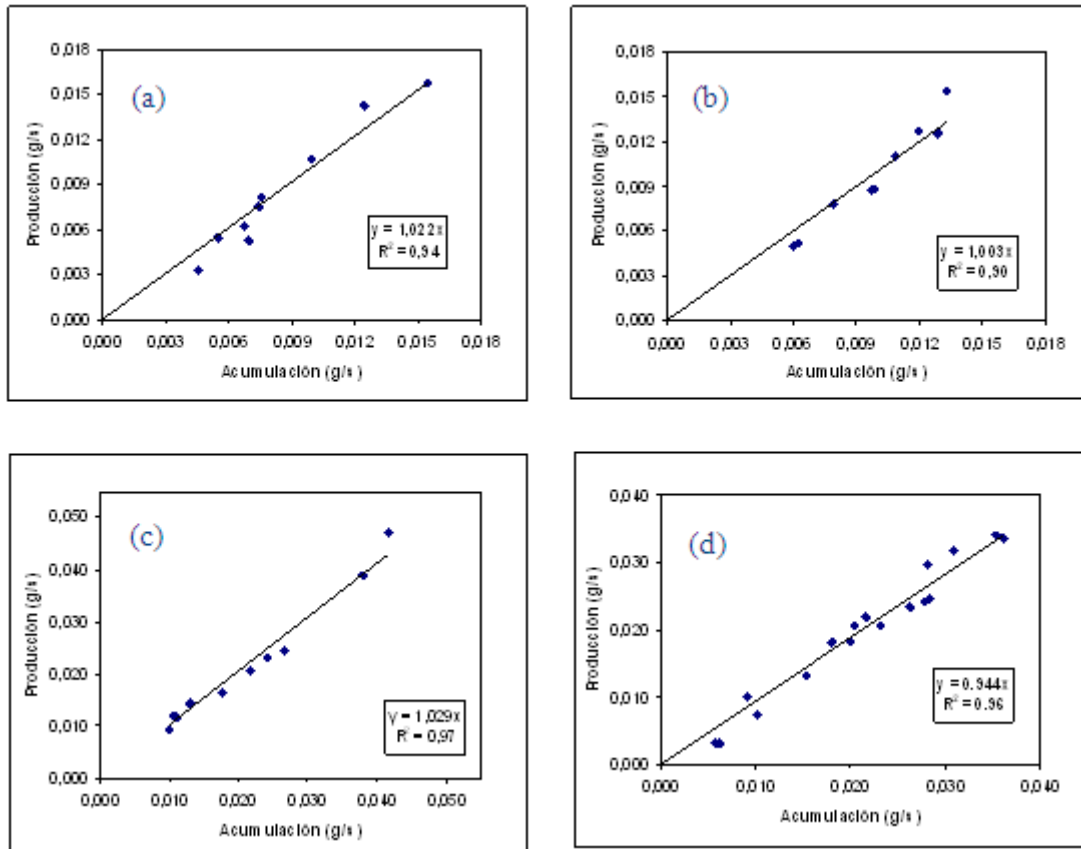 (a)
Producción (g/s)
0,018
0,015
0,012
0,009
0,006
0,003
0,000
y = 1,022x
R² = 0,94
0,000 0,003 0,006 0,009 0,012 0,015 0,018
Acumulación (g/s)
(b)
Producción (g/s)
0,018
0,015
0,012
0,009
0,006
0,003
0,000
y = 1,003x
R² = 0,90
0,000 0,003 0,006 0,009 0,012 0,015 0,018
Acumulación (g/s)
(c)
Producción (g/s)
0,050
0,040
0,030
0,020
0,010
0,000
y = 1,029x
R² = 0,97
0,000 0,010 0,020 0,030 0,040 0,050
Acumulación (g/s)
(d)
Producción (g/s)
0,040
0,030
0,020
0,010
0,000
y = 0.944x
R² = 0.96
0,000 0,010 0,020 0,030 0,040
Acumulación (g/s)